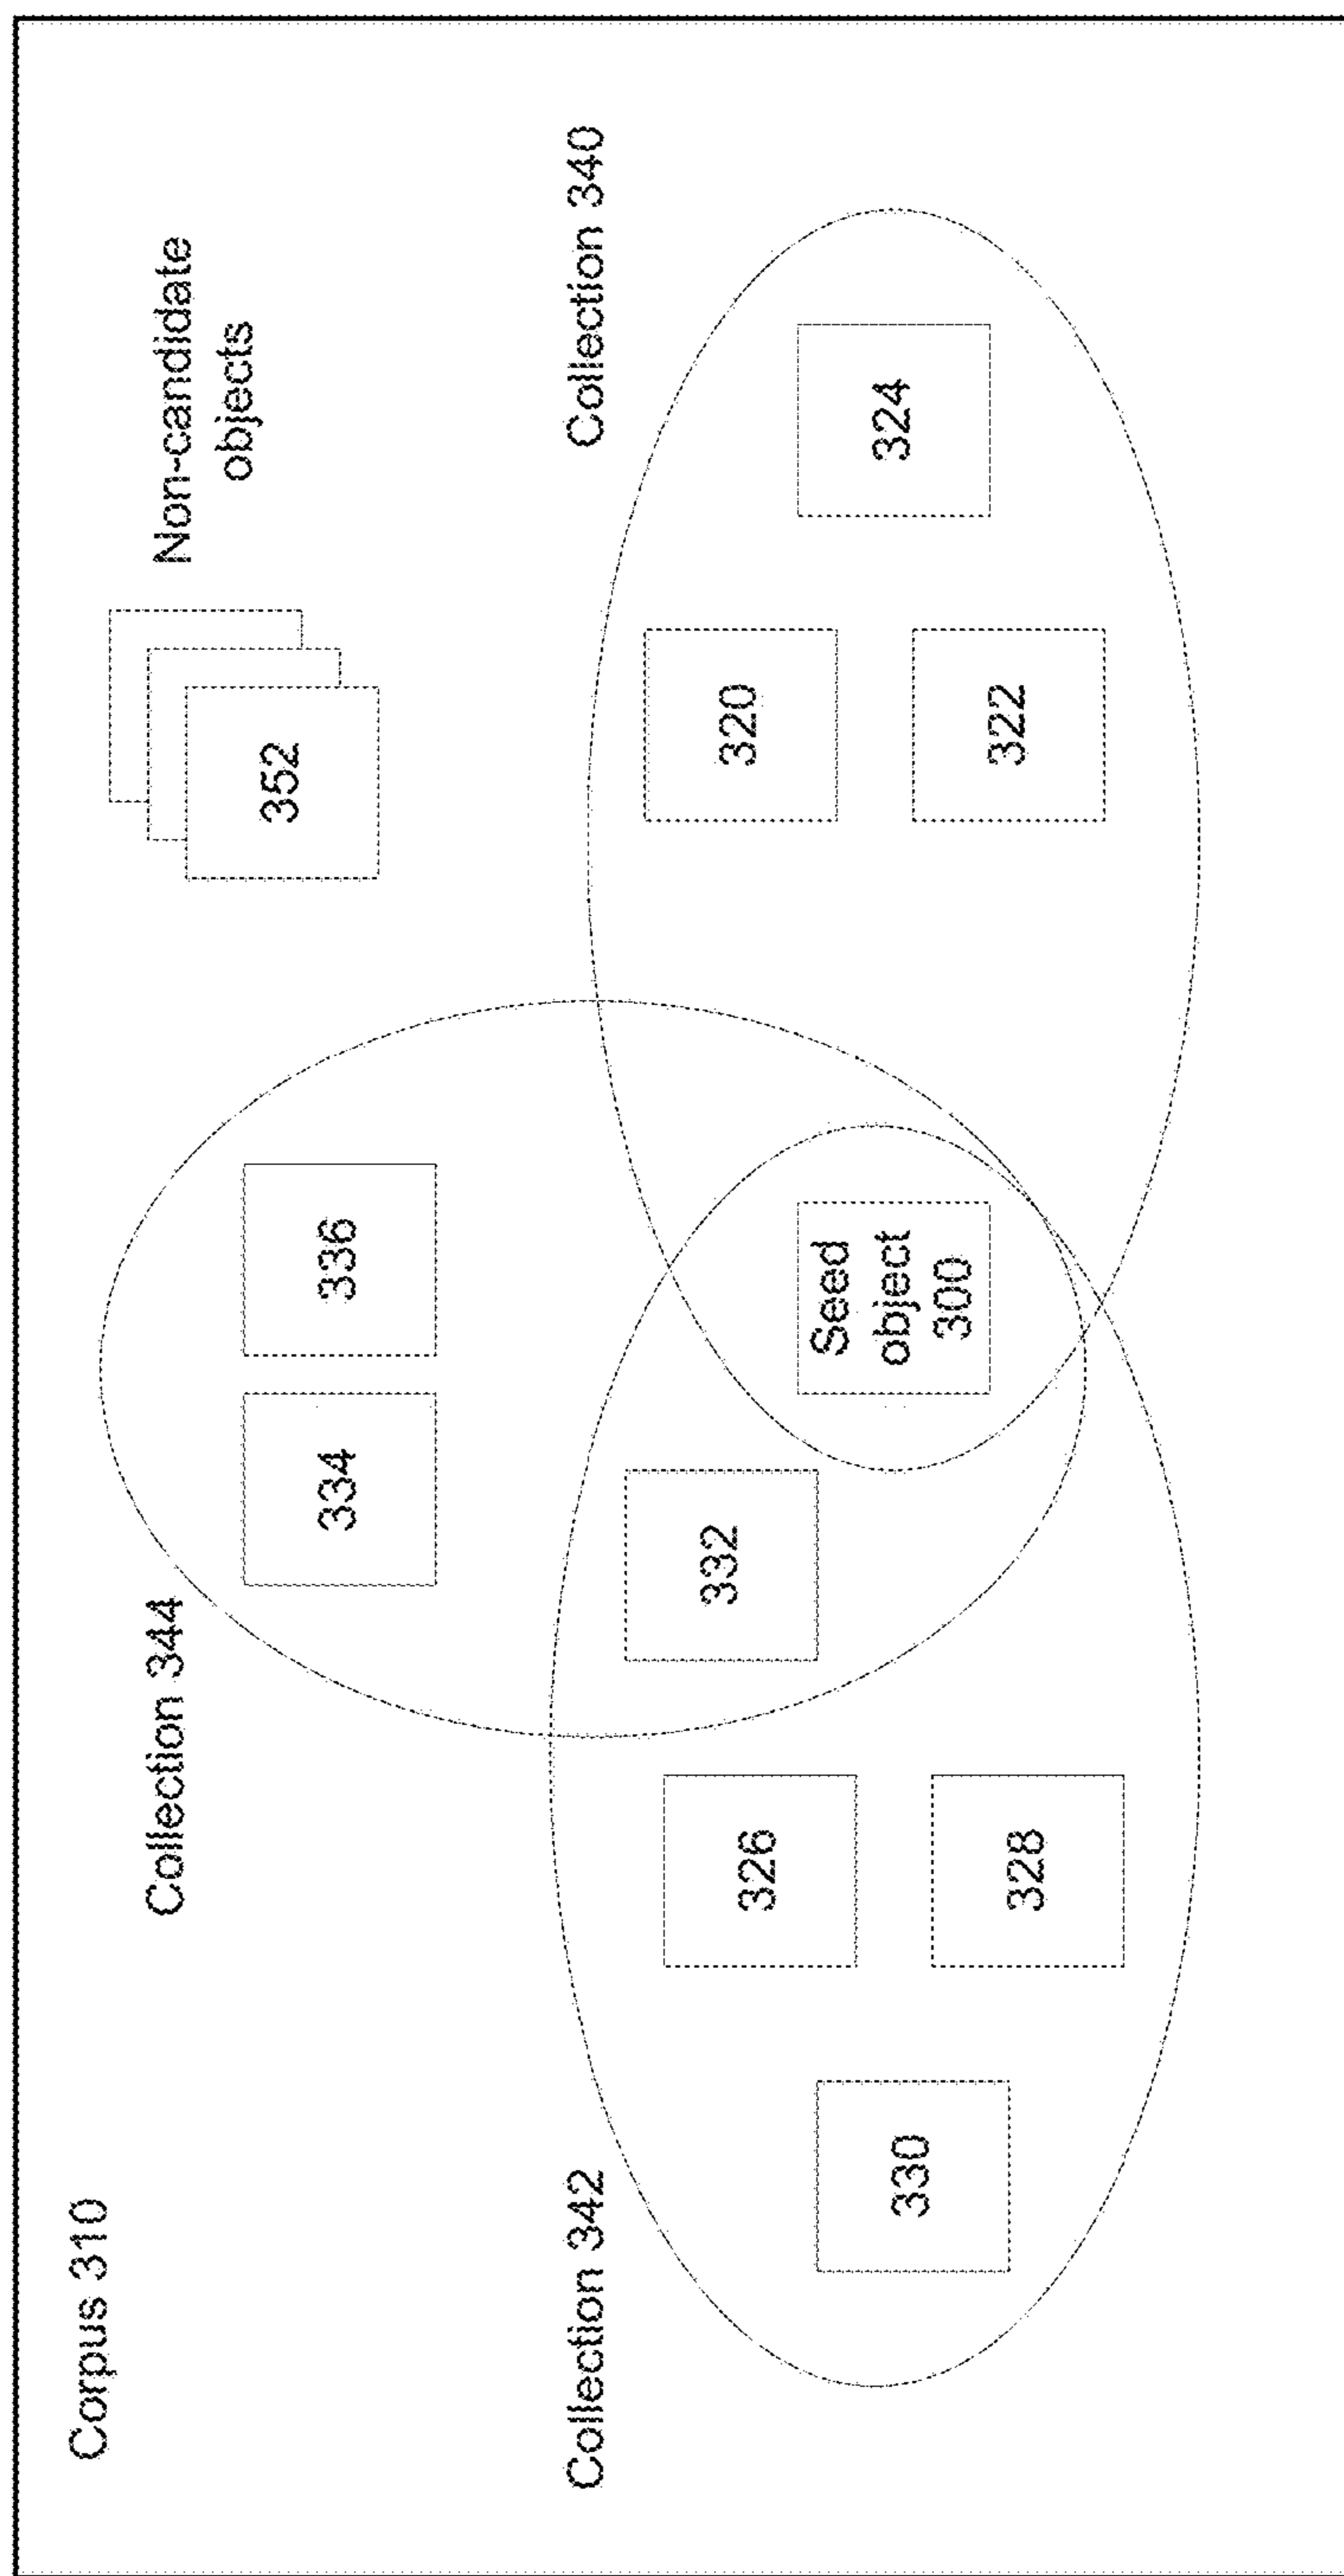 Corpus 310
Collection 344
Non-candidate
objects
352
334
336
Collection 342
Collection 340
332
326
320
330
Seed
object
300
324
328
322